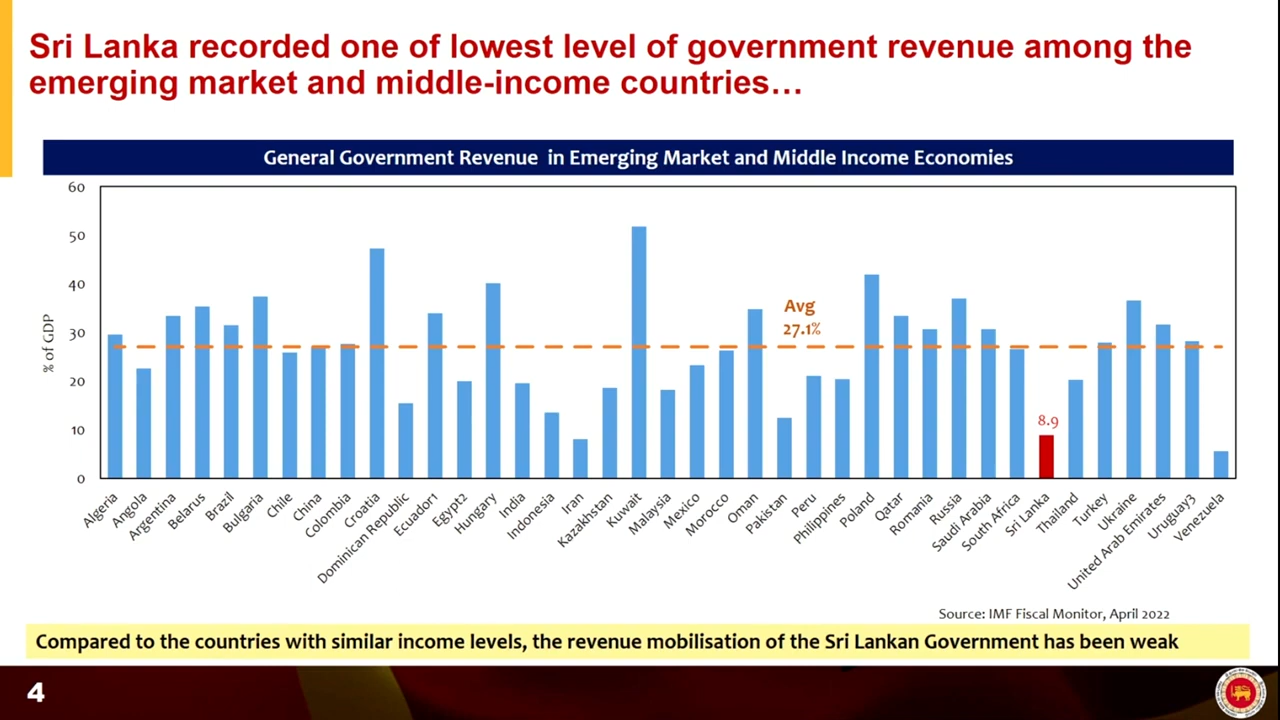 Sri Lanka recorded one of lowest level of government revenue among the
emerging market and middle-income countries…
General Government Revenue in Emerging Market and Middle Income Economies
% of GDP
60
50
40
30
20
10
0
Avg
27.1%
8.9
Algeria
Angola
Argentina
Belarus
Brazil
Bulgaria
Chile
China
Colombia
Croatia
Dominican Republic
Ecuador1
Egypt2
Hungary
India
Indonesia
Iran
Kazakhstan
Kuwait
Malaysia
Mexico
Morocco
Oman
Pakistan
Peru
Philippines
Poland
Qatar
Romania
Russia
Saudi Arabia
South Africa
Sri Lanka
Thailand
Turkey
Ukraine
United Arab Emirates
Uruguay3
Venezuela
Source: IMF Fiscal Monitor, April 2022
Compared to the countries with similar income levels, the revenue mobilisation of the Sri Lankan Government has been weak
4